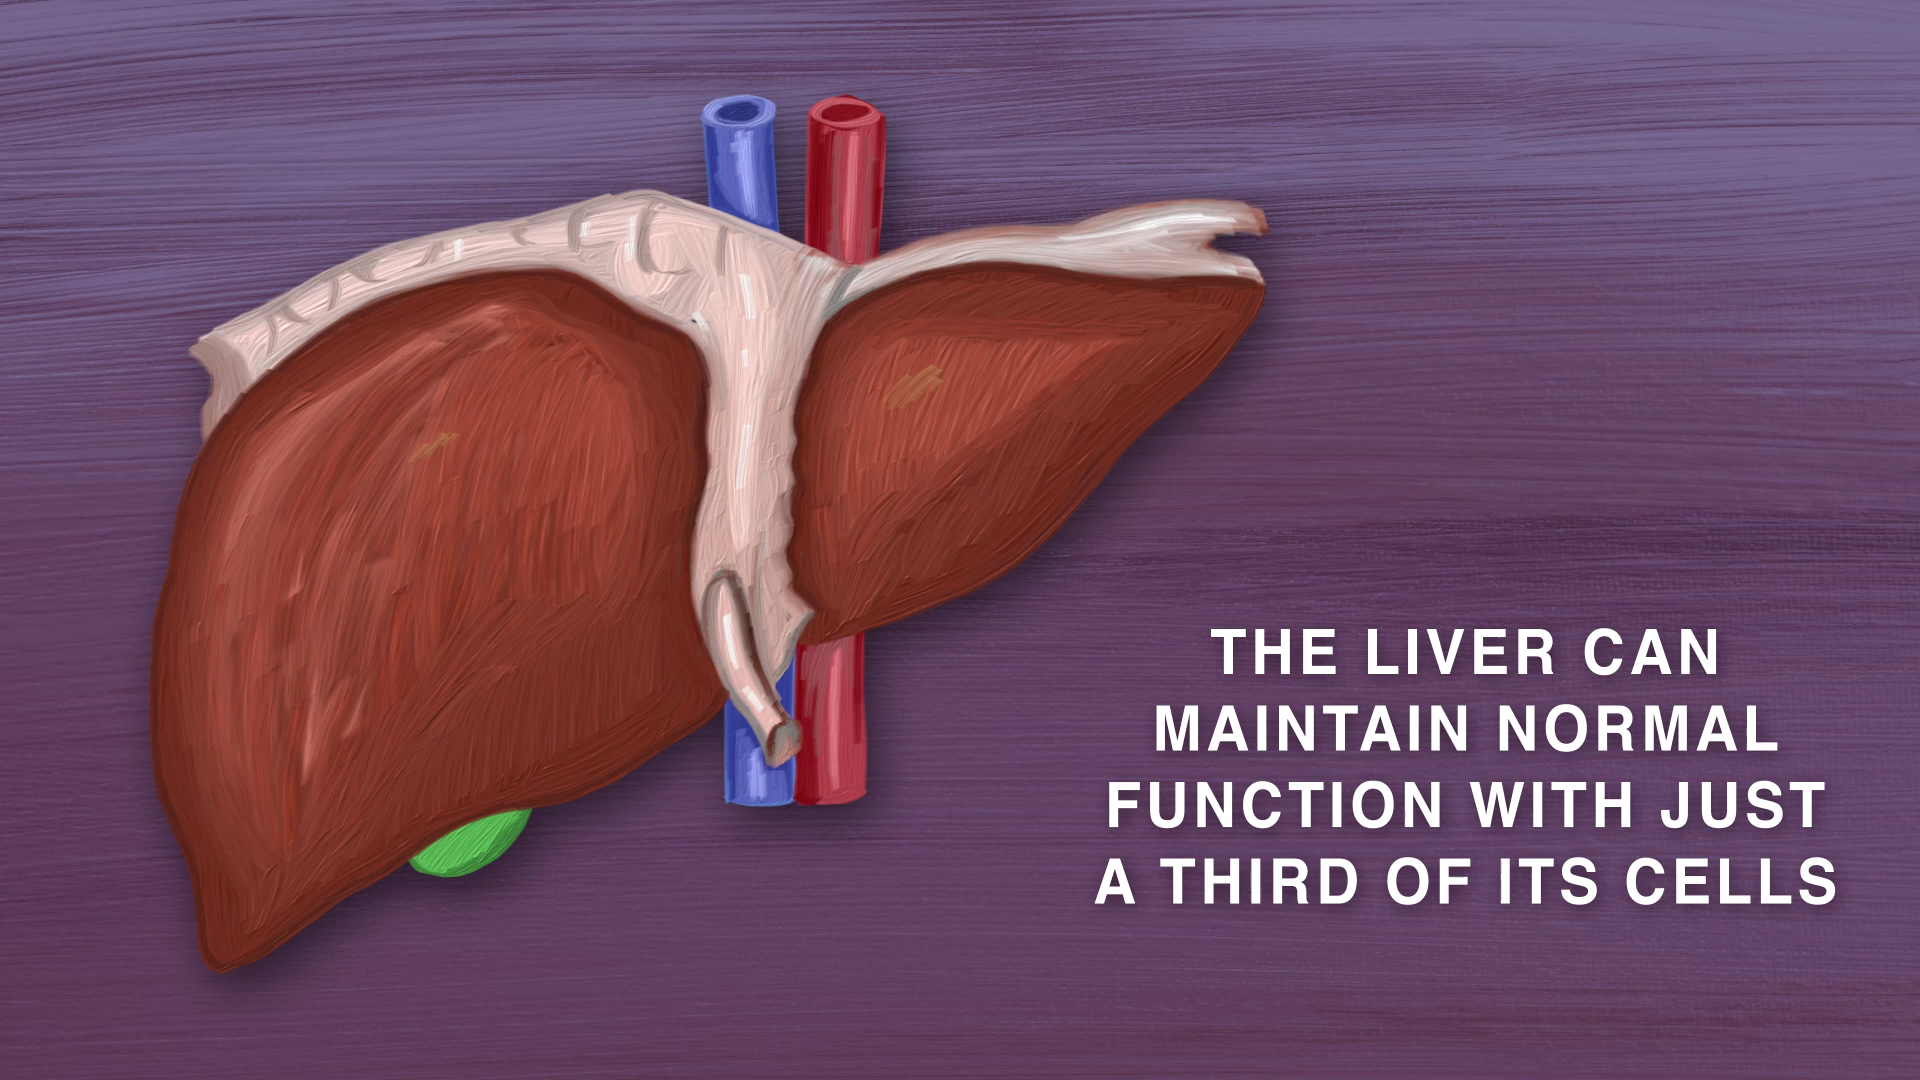 THE LIVER CAN
MAINTAIN NORMAL
FUNCTION WITH JUST
A THIRD OF ITS CELLS